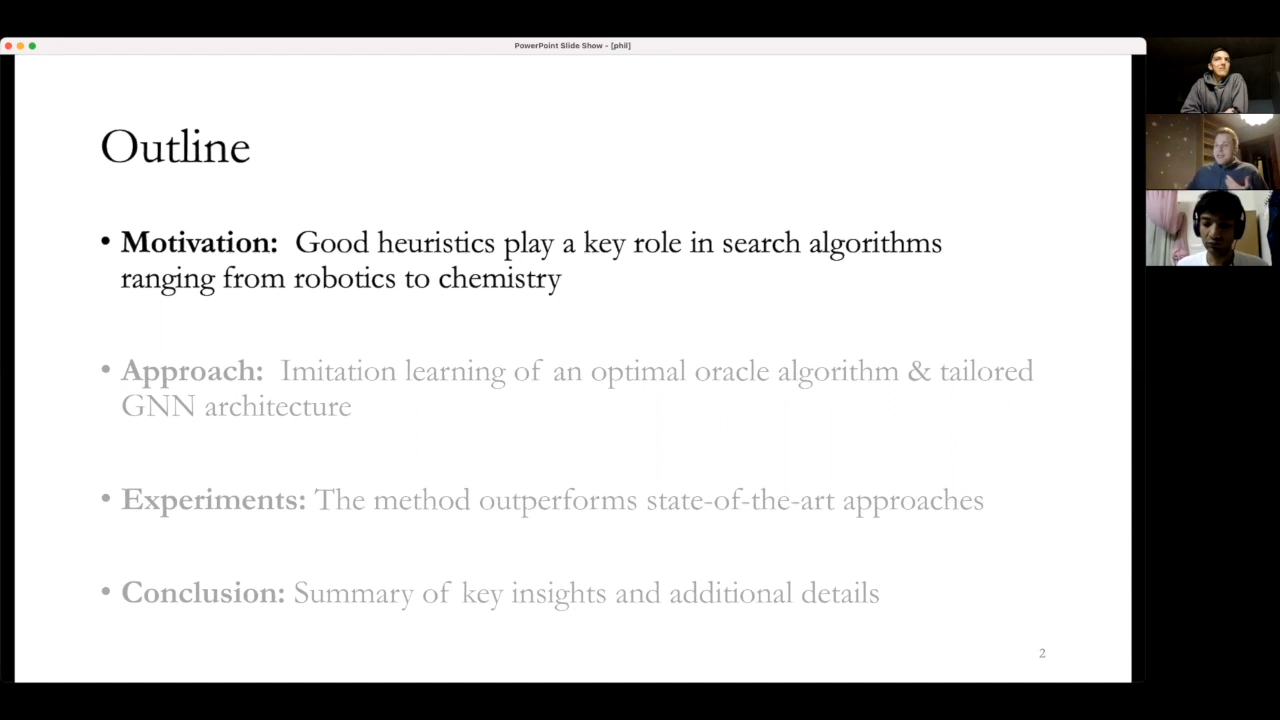 PowerPoint Slide Show - [phil]
Outline
• Motivation: Good heuristics play a key role in search algorithms
ranging from robotics to chemistry
• Approach: Imitation learning of an optimal oracle algorithm & tailored
GNN architecture
• Experiments: The method outperforms state-of-the-art approaches
• Conclusion: Summary of key insights and additional details
2